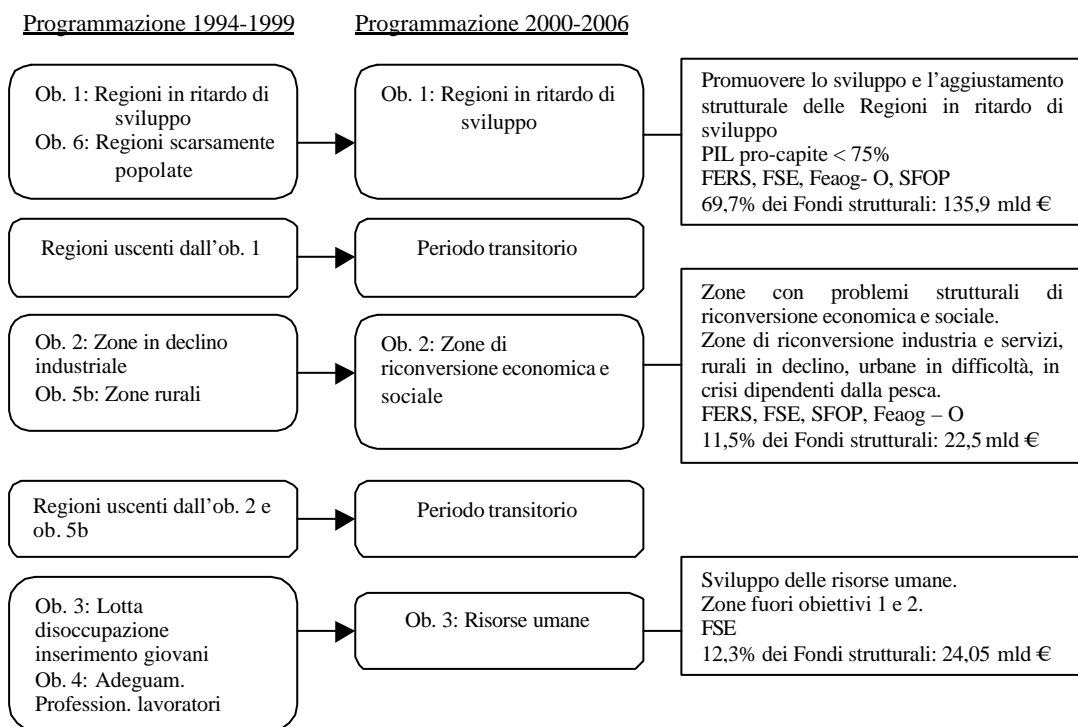 Programmazione 1994-1999
Programmazione 2000-2006
Ob. 1: Regioni in ritardo di
sviluppo
Ob. 6: Regioni scarsamente
popolate
Ob. 1: Regioni in ritardo di
sviluppo
Promuovere lo sviluppo e l'aggiustamento
strutturale delle Regioni in ritardo di
sviluppo
PIL pro-capite < 75%
FERS, FSE, Feaog- O, SFOP
69,7% dei Fondi strutturali: 135,9 mld €
Regioni uscenti dall'ob. 1
Periodo transitorio
Ob. 2: Zone in declino
industriale
Ob. 5b: Zone rurali
Ob. 2: Zone di
riconversione economica e
sociale
Zone con problemi strutturali di
riconversione economica e sociale.
Zone di riconversione industria e servizi,
rurali in declino, urbane in difficoltà, in
crisi dipendenti dalla pesca.
FERS, FSE, SFOP, Feaog – O
11,5% dei Fondi strutturali: 22,5 mld €
Regioni uscenti dall'ob. 2 e
ob. 5b
Periodo transitorio
Ob. 3: Lotta
disoccupazione
inserimento giovani
Ob. 4: Adeguam.
Profession. lavoratori
Ob. 3: Risorse umane
Sviluppo delle risorse umane.
Zone fuori obiettivi 1 e 2.
FSE
12,3% dei Fondi strutturali: 24,05 mld €